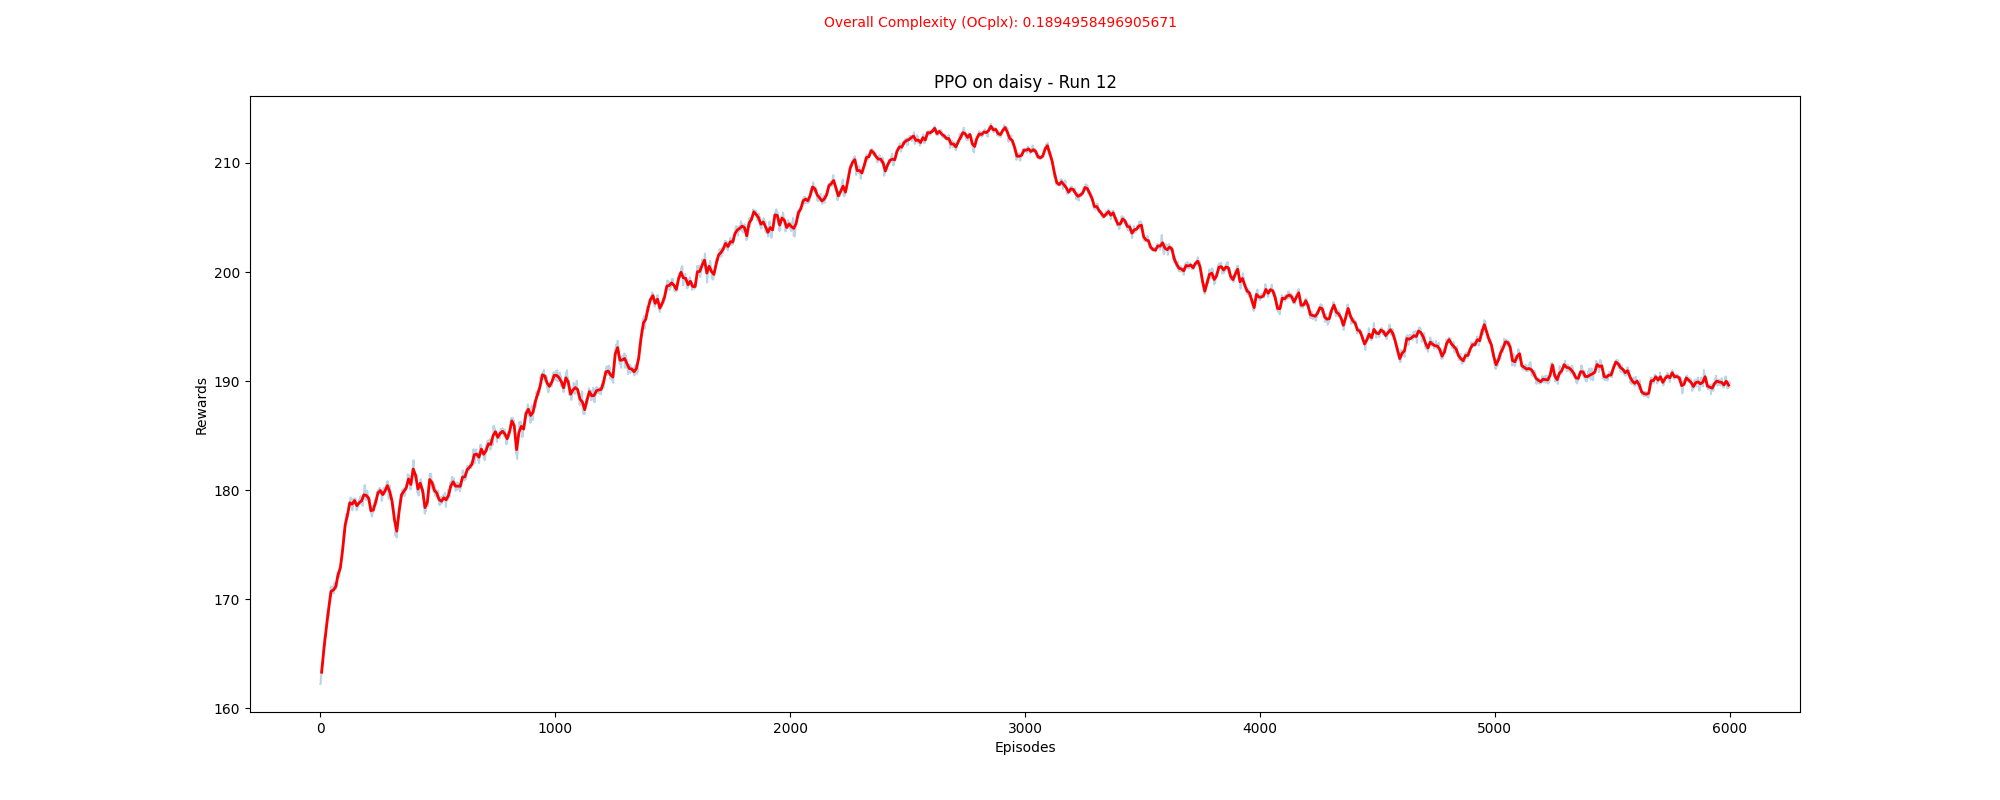 Overall Complexity (OCplx): 0.1894958496905671
PPO on daisy - Run 12
Rewards
210
200
190
180
170
160
0 1000 2000 3000 4000 5000 6000
Episodes